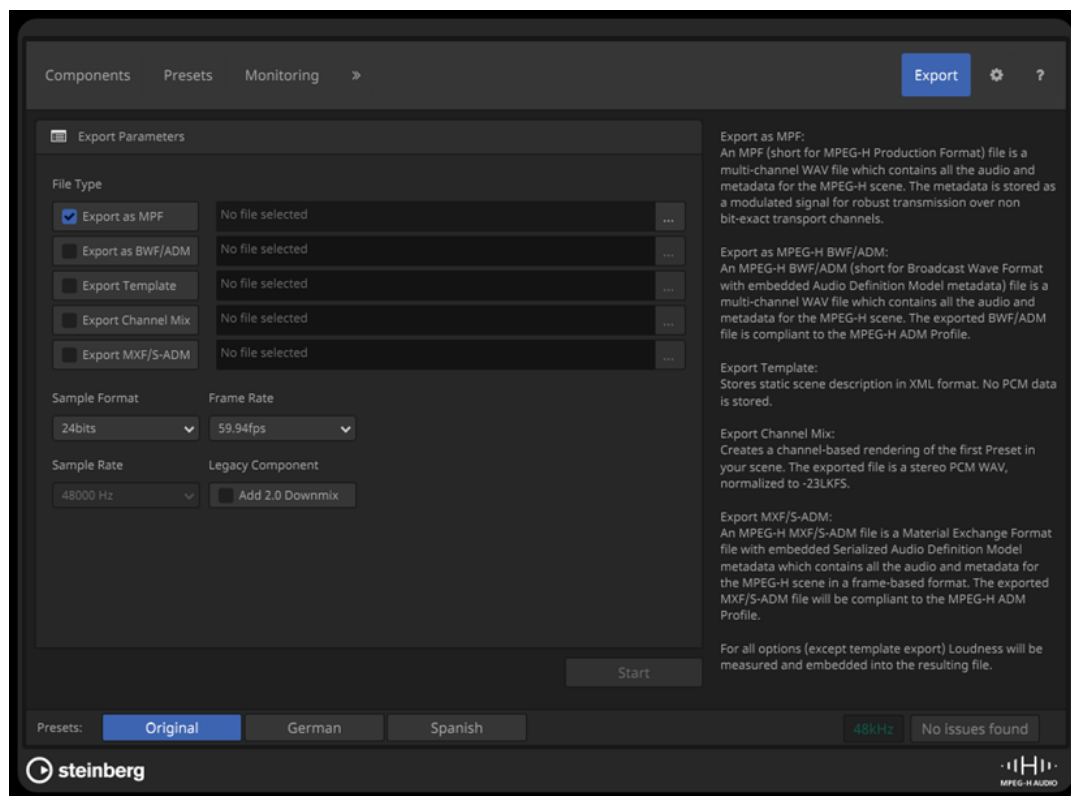 Components Presets Monitoring » Export ?
Export Parameters
File Type
Export as MPF No file selected ...
Export as BWF/ADM No file selected ...
Export Template No file selected ...
Export Channel Mix No file selected ...
Export MXF/S-ADM No file selected ...
Sample Format Frame Rate
24bits 59.94fps
Sample Rate Legacy Component
48000 Hz Add 2.0 Downmix
Start
Export as MPF:
An MPF (short for MPEG-H Production Format) file is a
multi-channel WAV file which contains all the audio and
metadata for the MPEG-H scene. The metadata is stored as
a modulated signal for robust transmission over non
bit-exact transport channels.
Export as MPEG-H BWF/ADM:
An MPEG-H BWF/ADM (short for Broadcast Wave Format
with embedded Audio Definition Model metadata) file is a
multi-channel WAV file which contains all the audio and
metadata for the MPEG-H scene. The exported BWF/ADM
file is compliant to the MPEG-H ADM Profile.
Export Template:
Stores static scene description in XML format. No PCM data
is stored.
Export Channel Mix:
Creates a channel-based rendering of the first Preset in
your scene. The exported file is a stereo PCM WAV,
normalized to -23LKFS.
Export MXF/S-ADM:
An MPEG-H MXF/S-ADM file is a Material Exchange Format
file with embedded Serialized Audio Definition Model
metadata which contains all the audio and metadata for
the MPEG-H scene in a frame-based format. The exported
MXF/S-ADM file will be compliant to the MPEG-H ADM
Profile.
For all options (except template export) Loudness will be
measured and embedded into the resulting file.
Presets: Original German Spanish 48kHz No issues found
steinberg
MPEG-H AUDIO